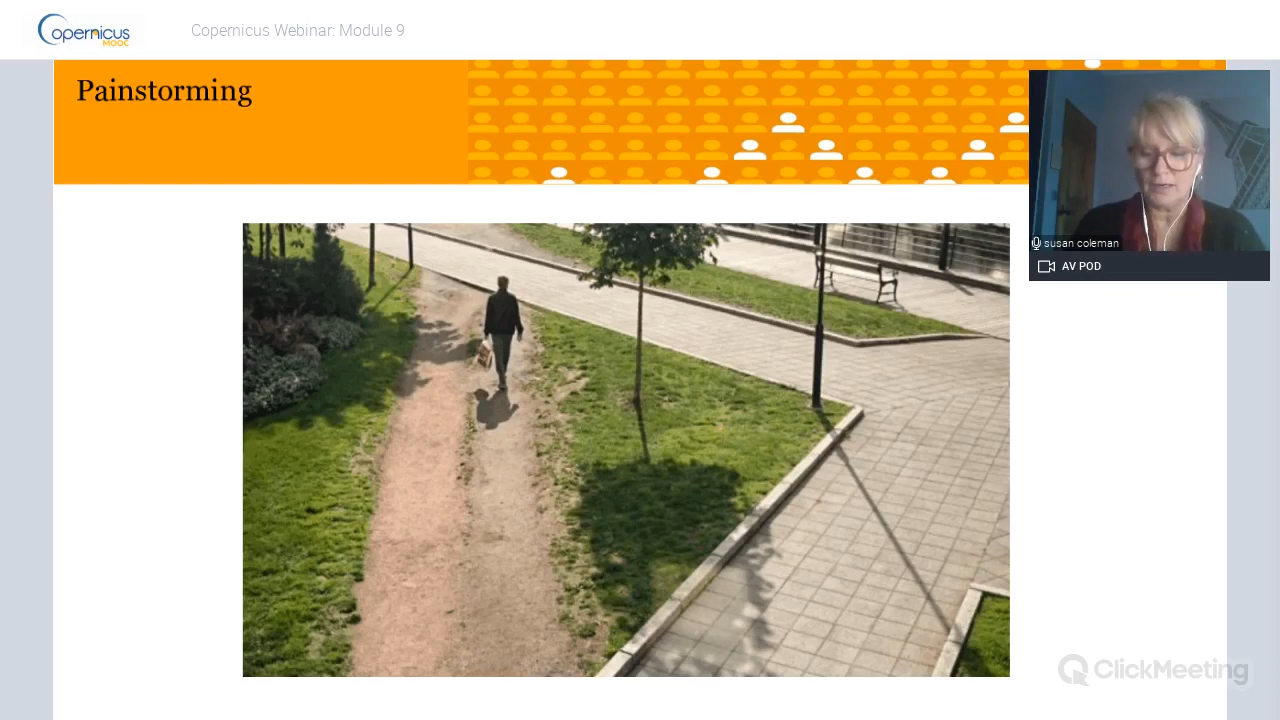 Copernicus
MOOC
Copernicus Webinar: Module 9
Painstorming
susan coleman
AV POD
ClickMeeting